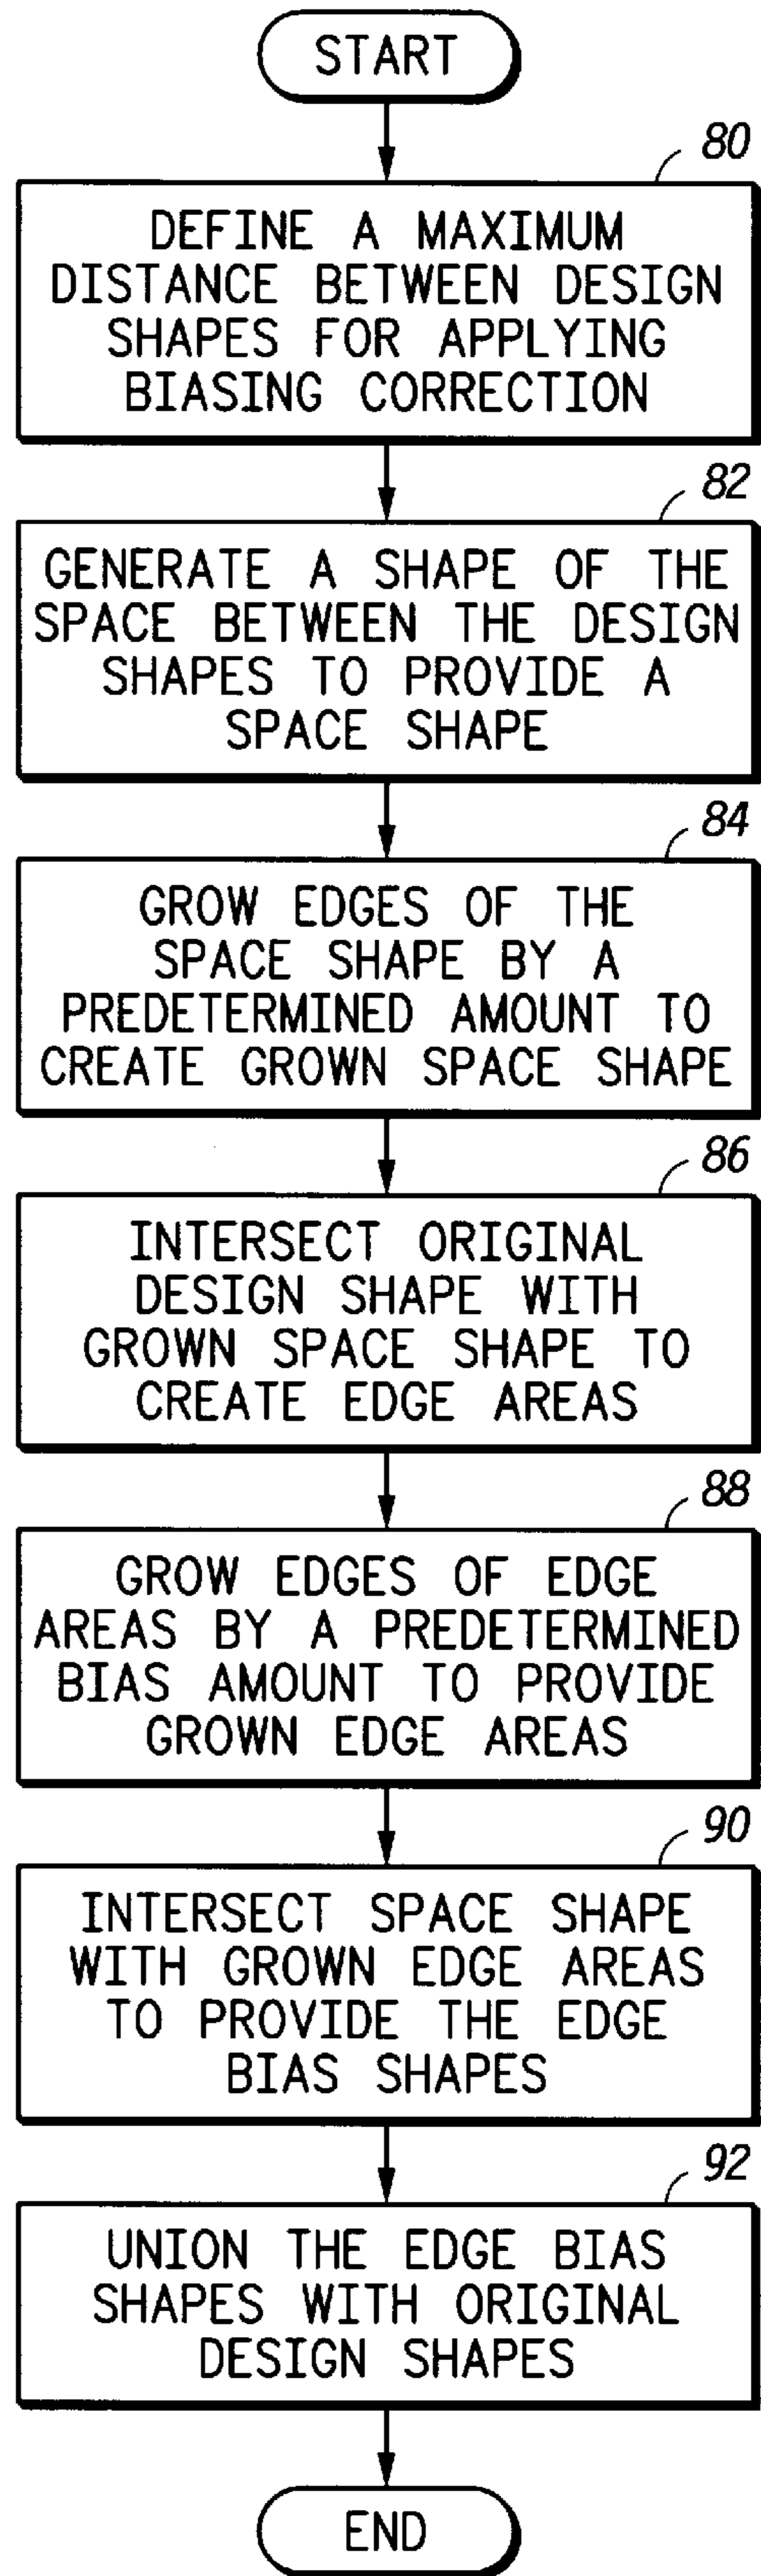 START
80
DEFINE A MAXIMUM
DISTANCE BETWEEN DESIGN
SHAPES FOR APPLYING
BIASING CORRECTION
82
GENERATE A SHAPE OF THE
SPACE BETWEEN THE DESIGN
SHAPES TO PROVIDE A
SPACE SHAPE
84
GROW EDGES OF THE
SPACE SHAPE BY A
PREDETERMINED AMOUNT TO
CREATE GROWN SPACE SHAPE
86
INTERSECT ORIGINAL
DESIGN SHAPE WITH
GROWN SPACE SHAPE TO
CREATE EDGE AREAS
88
GROW EDGES OF EDGE
AREAS BY A PREDETERMINED
BIAS AMOUNT TO PROVIDE
GROWN EDGE AREAS
90
INTERSECT SPACE SHAPE
WITH GROWN EDGE AREAS
TO PROVIDE THE EDGE
BIAS SHAPES
92
UNION THE EDGE BIAS
SHAPES WITH ORIGINAL
DESIGN SHAPES
END